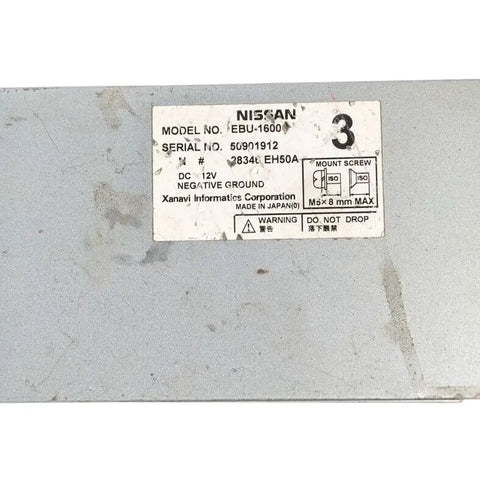 NISSAN
MODEL NO. EBU-1600
3
SERIAL NO. 50901912
N # 28346 EH50A
DC 12V
NEGATIVE GROUND
MOUNT SCREW
ISO ISO
M5×8 mm MAX
Xanavi Informatics Corporation
MADE IN JAPAN(0)
WARNING DO NOT DROP
警告 落下厳禁